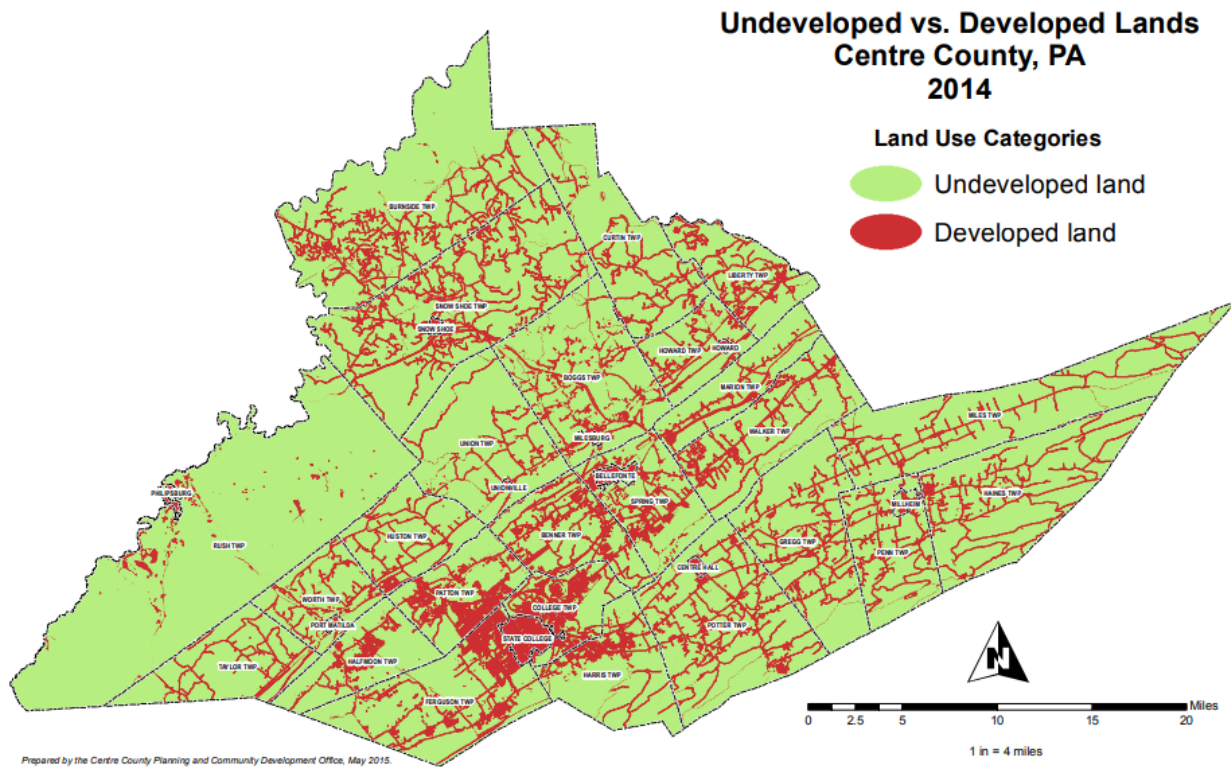 Undeveloped vs. Developed Lands
Centre County, PA
2014
Land Use Categories
Undeveloped land
Developed land
BURNSIDE TWP
CURTIN TWP
LIBERTY TWP
SNOW SHOE TWP
SNOW SHOE
HOWARD TWP
HOWARD
BOGGS TWP
MARION TWP
MILES TWP
WALKER TWP
MILESBURG
UNION TWP
BELLEFONTE
UNIONVILLE
PHILIPSBURG
SPRING TWP
MILLHEIM
HAINES TWP
RUSH TWP
HUSTON TWP
BENNER TWP
GREGG TWP
PENN TWP
CENTRE HALL
WORTH TWP
PATTON TWP
COLLEGE TWP
PORT MATILDA
STATE COLLEGE
POTTER TWP
TAYLOR TWP
HALFMOON TWP
HARRIS TWP
FERGUSON TWP
N
Miles
0 2.5 5 10 15 20
1 in = 4 miles
Prepared by the Centre County Planning and Community Development Office, May 2015.